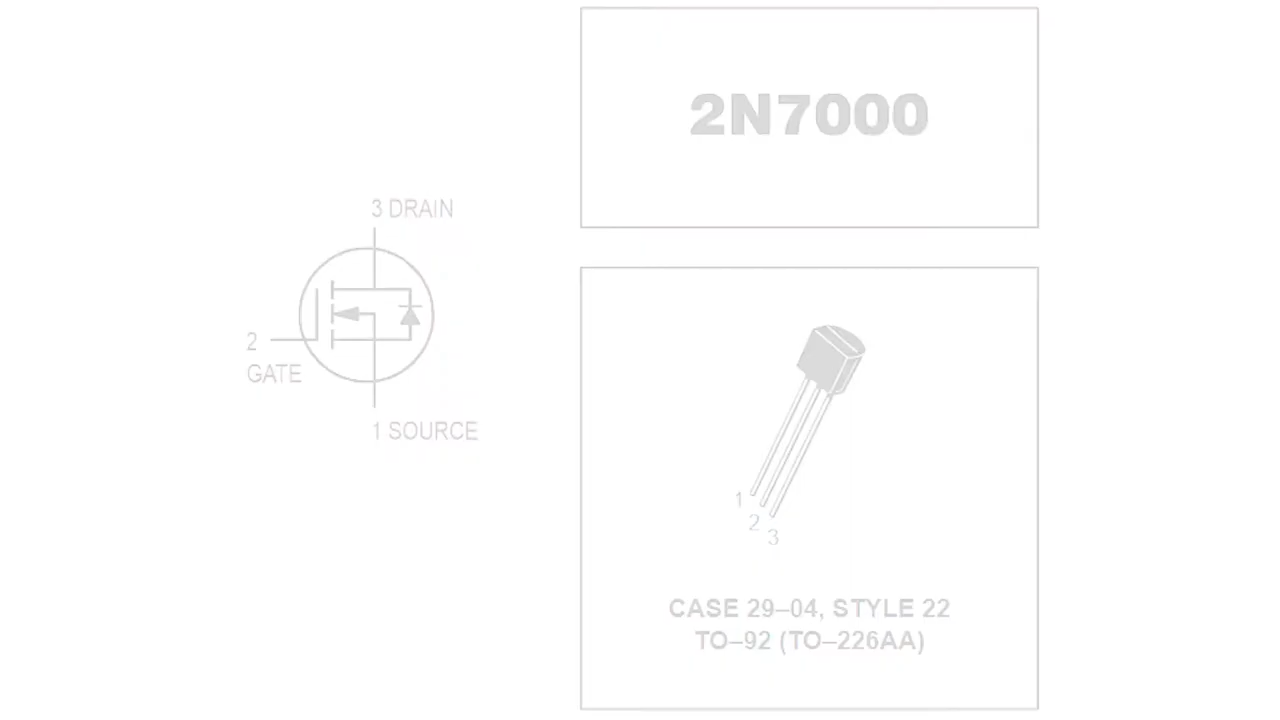 2N7000
3 DRAIN
2
GATE
1 SOURCE
1
2
3
CASE 29–04, STYLE 22
TO–92 (TO–226AA)